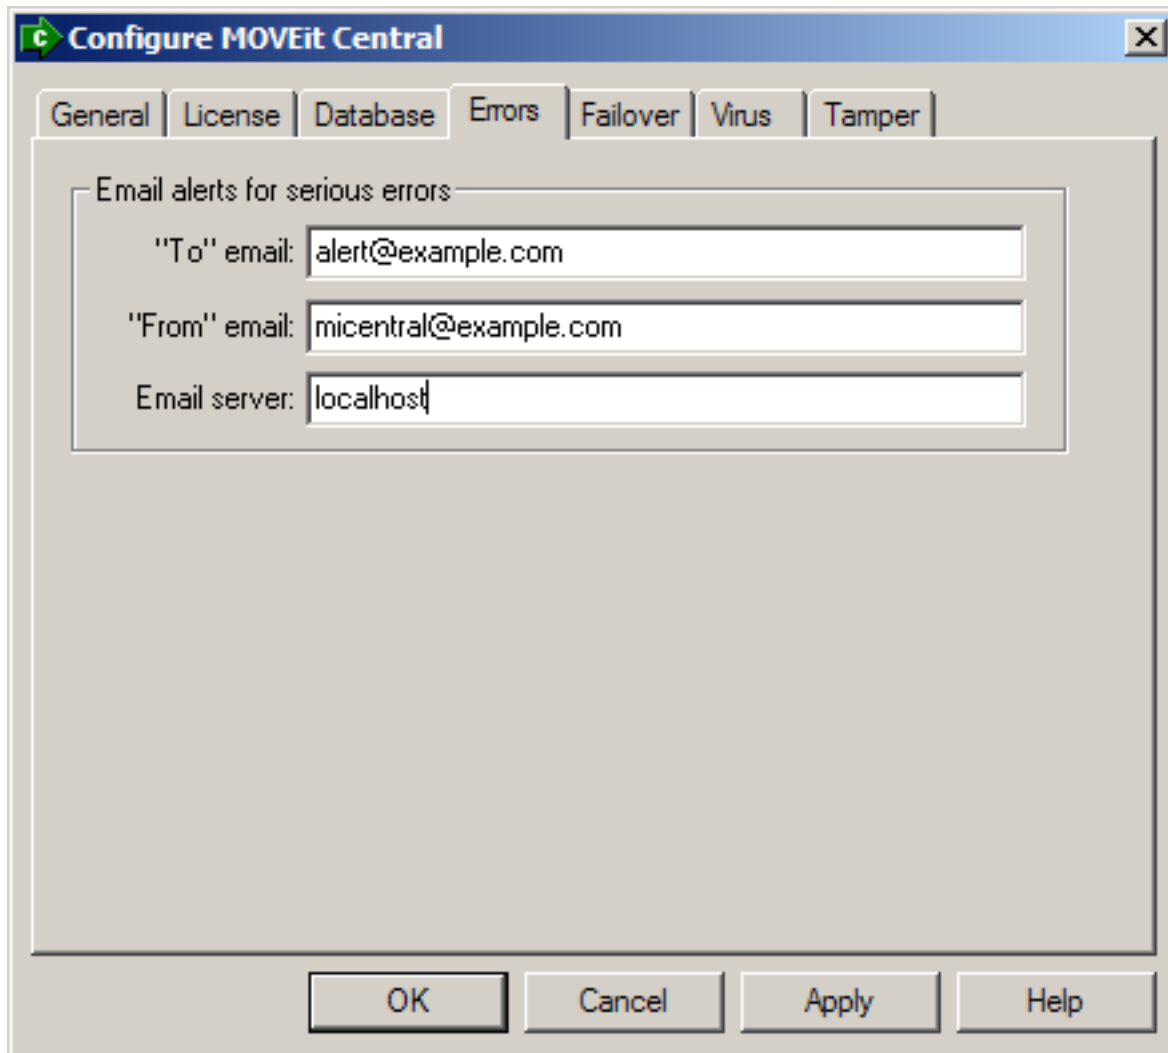 C Configure MOVEit Central
General License Database Errors Failover Virus Tamper
Email alerts for serious errors
"To" email: alert@example.com
"From" email: micentral@example.com
Email server: localhost
OK Cancel Apply Help